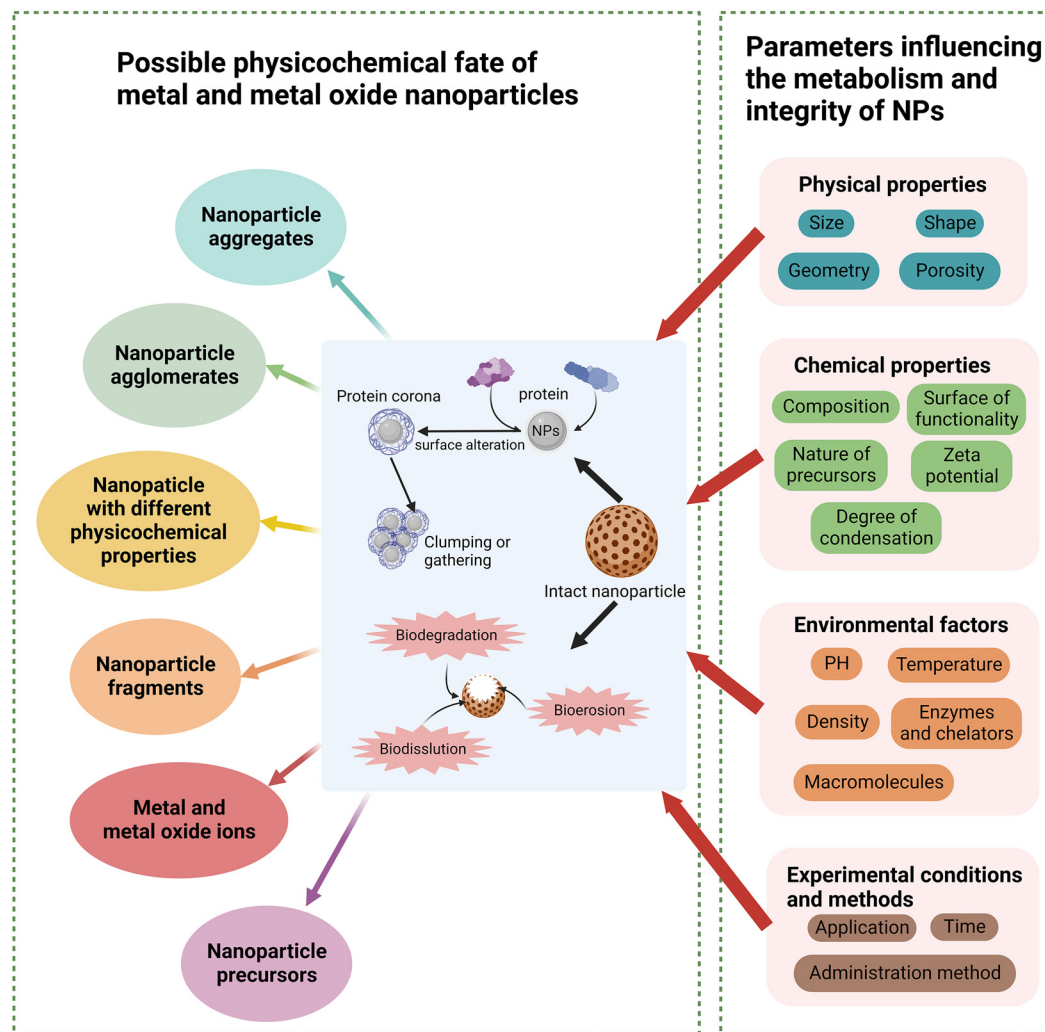 Possible physicochemical fate of
metal and metal oxide nanoparticles
Nanoparticle
aggregates
Nanoparticle
agglomerates
Nanopaticle
with different
physicochemical
properties
Nanoparticle
fragments
Metal and
metal oxide ions
Nanoparticle
precursors
Protein corona
protein
NPs
surface alteration
Clumping or
gathering
Intact nanoparticle
Biodegradation
Bioerosion
Biodisslution
Parameters influencing
the metabolism and
integrity of NPs
Physical properties
Size
Shape
Geometry
Porosity
Chemical properties
Composition
Surface of
functionality
Nature of
precursors
Zeta
potential
Degree of
condensation
Environmental factors
PH
Temperature
Density
Enzymes
and chelators
Macromolecules
Experimental conditions
and methods
Application
Time
Administration method